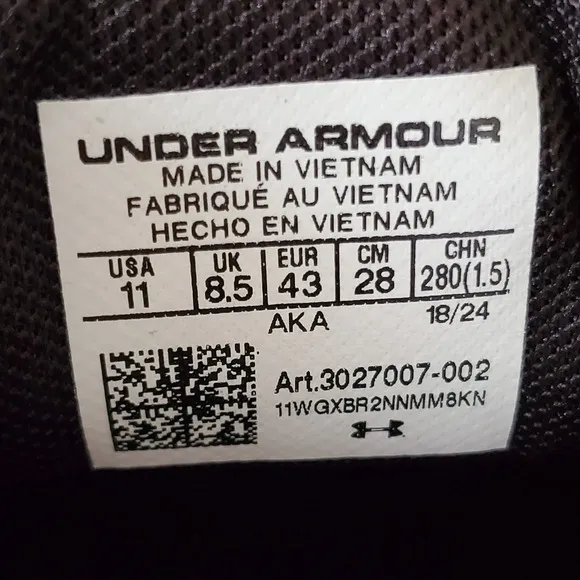 UNDER ARMOUR
MADE IN VIETNAM
FABRIQUÉ AU VIETNAM
HECHO EN VIETNAM
USA UK EUR CM CHN
11 8.5 43 28 280(1.5)
AKA 18/24
Art.3027007-002
11WGXBR2NNMM8KN